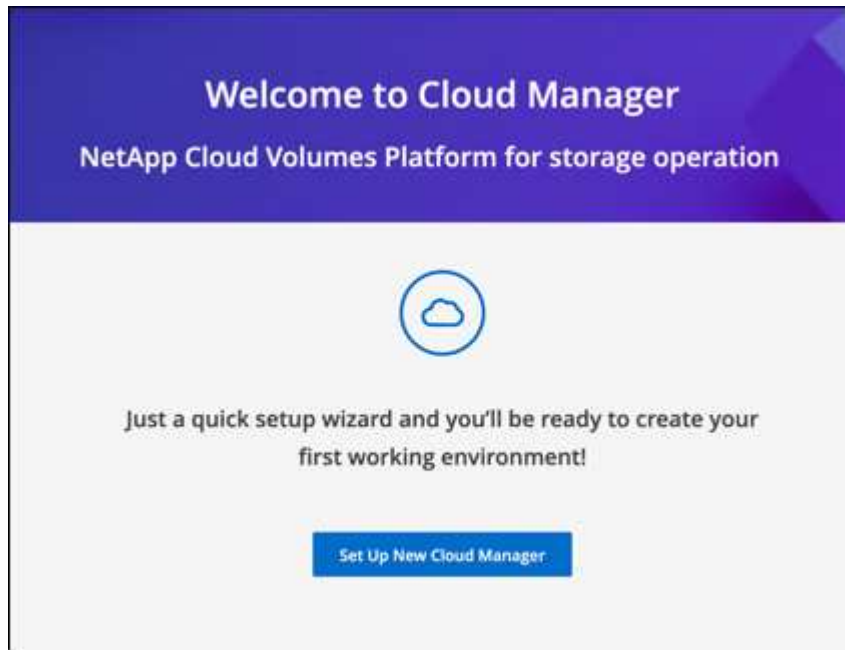 Welcome to Cloud Manager
NetApp Cloud Volumes Platform for storage operation
Just a quick setup wizard and you'll be ready to create your
first working environment!
Set Up New Cloud Manager